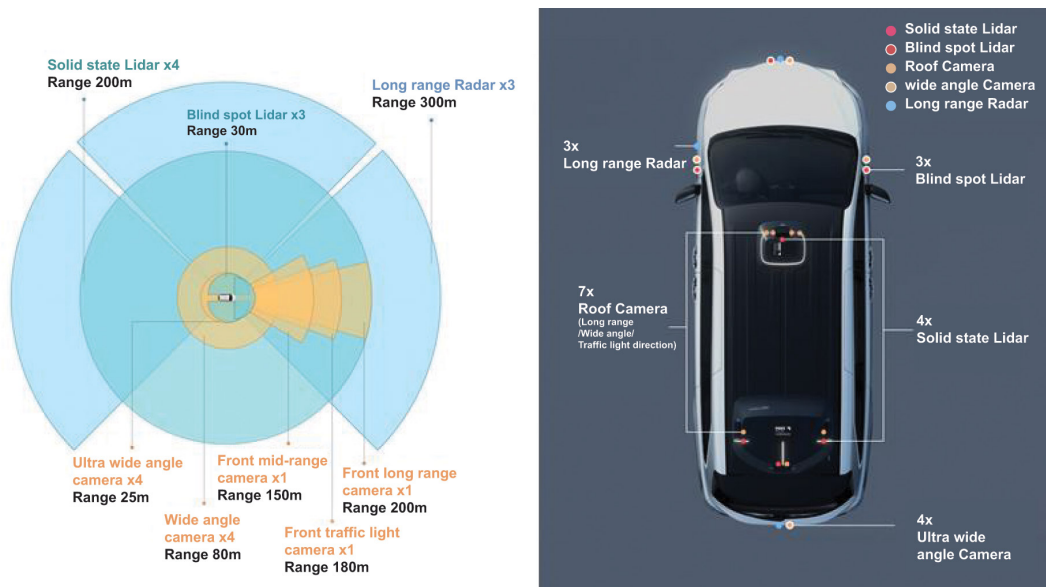 Solid state Lidar x4
Range 200m
Blind spot Lidar x3
Range 30m
Long range Radar x3
Range 300m
Ultra wide angle
camera x4
Range 25m
Wide angle
camera x4
Range 80m
Front mid-range
camera x1
Range 150m
Front traffic light
camera x1
Range 180m
Front long range
camera x1
Range 200m
Solid state Lidar
Blind spot Lidar
Roof Camera
wide angle Camera
Long range Radar
3x
Long range Radar
3x
Blind spot Lidar
7x
Roof Camera
(Long range
/Wide angle/
Traffic light direction)
4x
Solid state Lidar
4x
Ultra wide
angle Camera